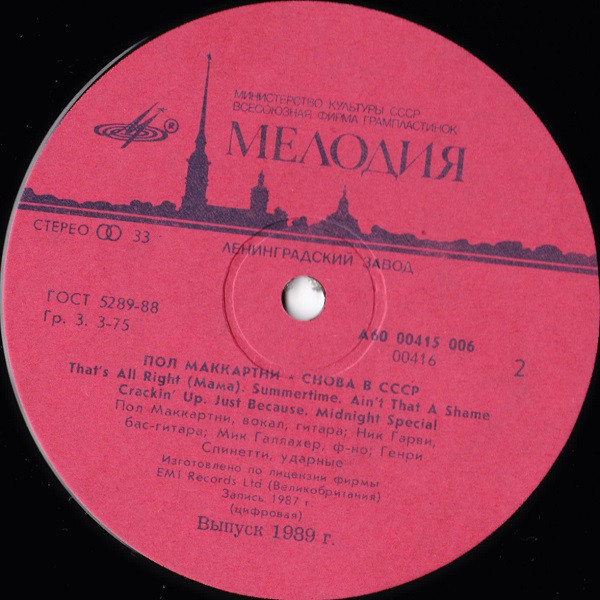 МИНИСТЕРСТВО КУЛЬТУРЫ СССР
ВСЕСОЮЗНАЯ ФИРМА ГРАМПЛАСТИНОК
®
МЕЛОДИЯ
СТЕРЕО 33
ЛЕНИНГРАДСКИЙ ЗАВОД
ГОСТ 5289-88
Гр. 3. 3-75
А60 00415 006
00416
2
ПОЛ МАККАРТНИ - СНОВА В СССР
That's All Right (Мама). Summertime. Ain't That A Shame
Crackin' Up. Just Because. Midnight Special
Пол Маккартни, вокал, гитара; Ник Гарви,
бас-гитара; Мик Галлахер, ф-но; Генри
Спинетти, ударные
Изготовлено по лицензии фирмы
EMI Records Ltd (Великобритания)
Запись 1987 г.
(цифровая)
Выпуск 1989 г.